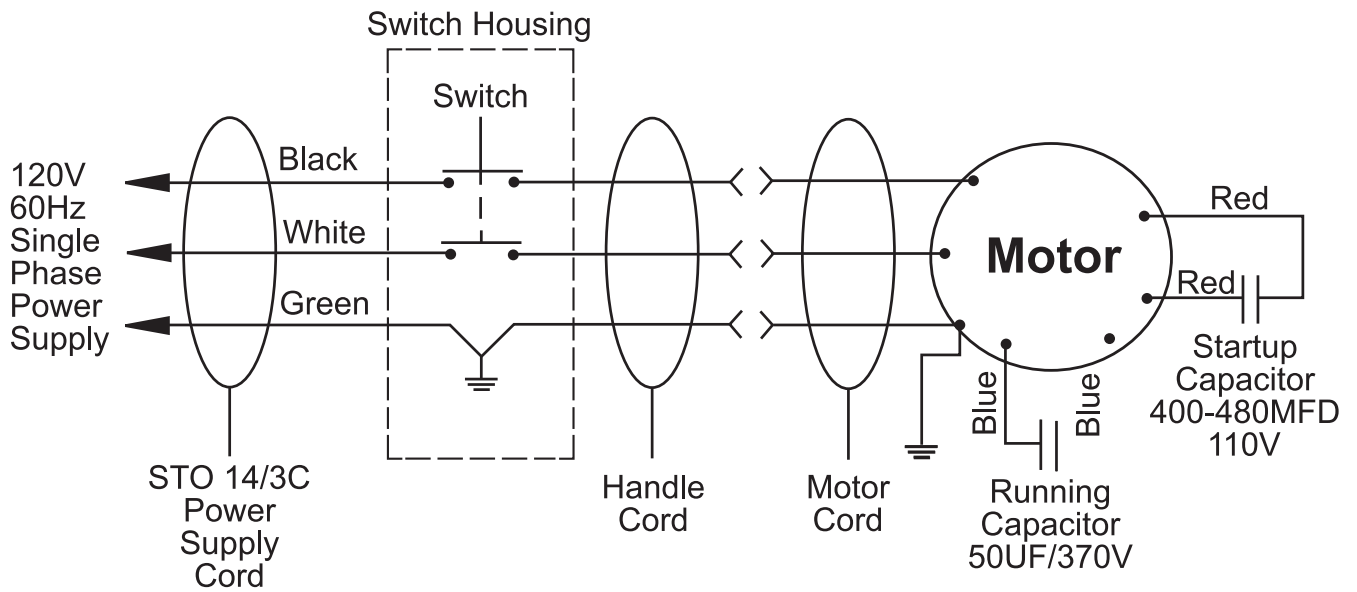 Switch Housing
Switch
120V
60Hz
Single
Phase
Power
Supply
Black
White
Green
Motor
Red
Red
Startup
Capacitor
400-480MFD
110V
Blue
Blue
STO 14/3C
Power
Supply
Cord
Handle
Cord
Motor
Cord
Running
Capacitor
50UF/370V